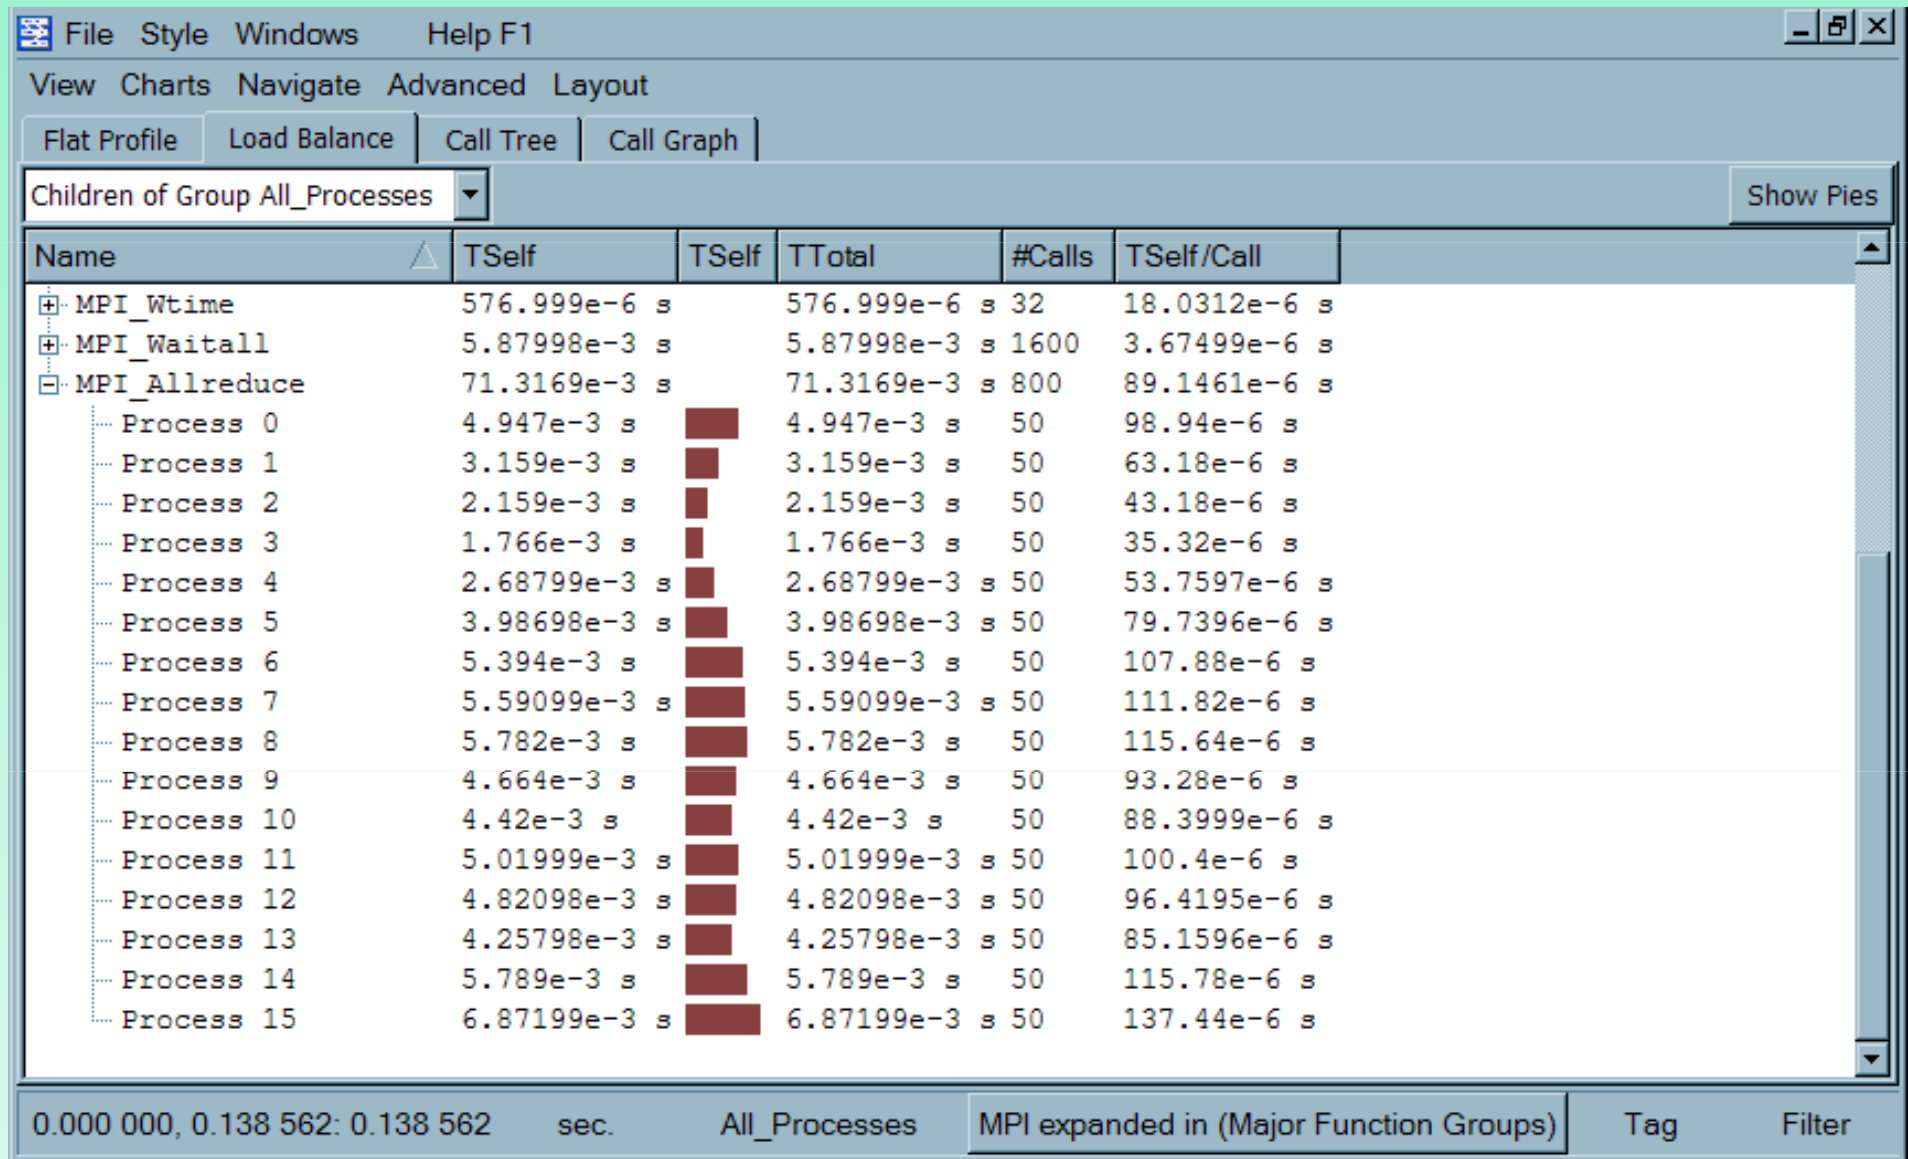 File Style Windows Help F1
View Charts Navigate Advanced Layout
Flat Profile Load Balance Call Tree Call Graph
Children of Group All_Processes Show Pies
Name TSelf TSelf TTotal #Calls TSelf/Call
MPI_Wtime 576.999e-6 s 576.999e-6 s 32 18.0312e-6 s
MPI_Waitall 5.87998e-3 s 5.87998e-3 s 1600 3.67499e-6 s
MPI_Allreduce 71.3169e-3 s 71.3169e-3 s 800 89.1461e-6 s
Process 0 4.947e-3 s 4.947e-3 s 50 98.94e-6 s
Process 1 3.159e-3 s 3.159e-3 s 50 63.18e-6 s
Process 2 2.159e-3 s 2.159e-3 s 50 43.18e-6 s
Process 3 1.766e-3 s 1.766e-3 s 50 35.32e-6 s
Process 4 2.68799e-3 s 2.68799e-3 s 50 53.7597e-6 s
Process 5 3.98698e-3 s 3.98698e-3 s 50 79.7396e-6 s
Process 6 5.394e-3 s 5.394e-3 s 50 107.88e-6 s
Process 7 5.59099e-3 s 5.59099e-3 s 50 111.82e-6 s
Process 8 5.782e-3 s 5.782e-3 s 50 115.64e-6 s
Process 9 4.664e-3 s 4.664e-3 s 50 93.28e-6 s
Process 10 4.42e-3 s 4.42e-3 s 50 88.3999e-6 s
Process 11 5.01999e-3 s 5.01999e-3 s 50 100.4e-6 s
Process 12 4.82098e-3 s 4.82098e-3 s 50 96.4195e-6 s
Process 13 4.25798e-3 s 4.25798e-3 s 50 85.1596e-6 s
Process 14 5.789e-3 s 5.789e-3 s 50 115.78e-6 s
Process 15 6.87199e-3 s 6.87199e-3 s 50 137.44e-6 s
0.000 000, 0.138 562: 0.138 562 sec. All_Processes MPI expanded in (Major Function Groups) Tag Filter